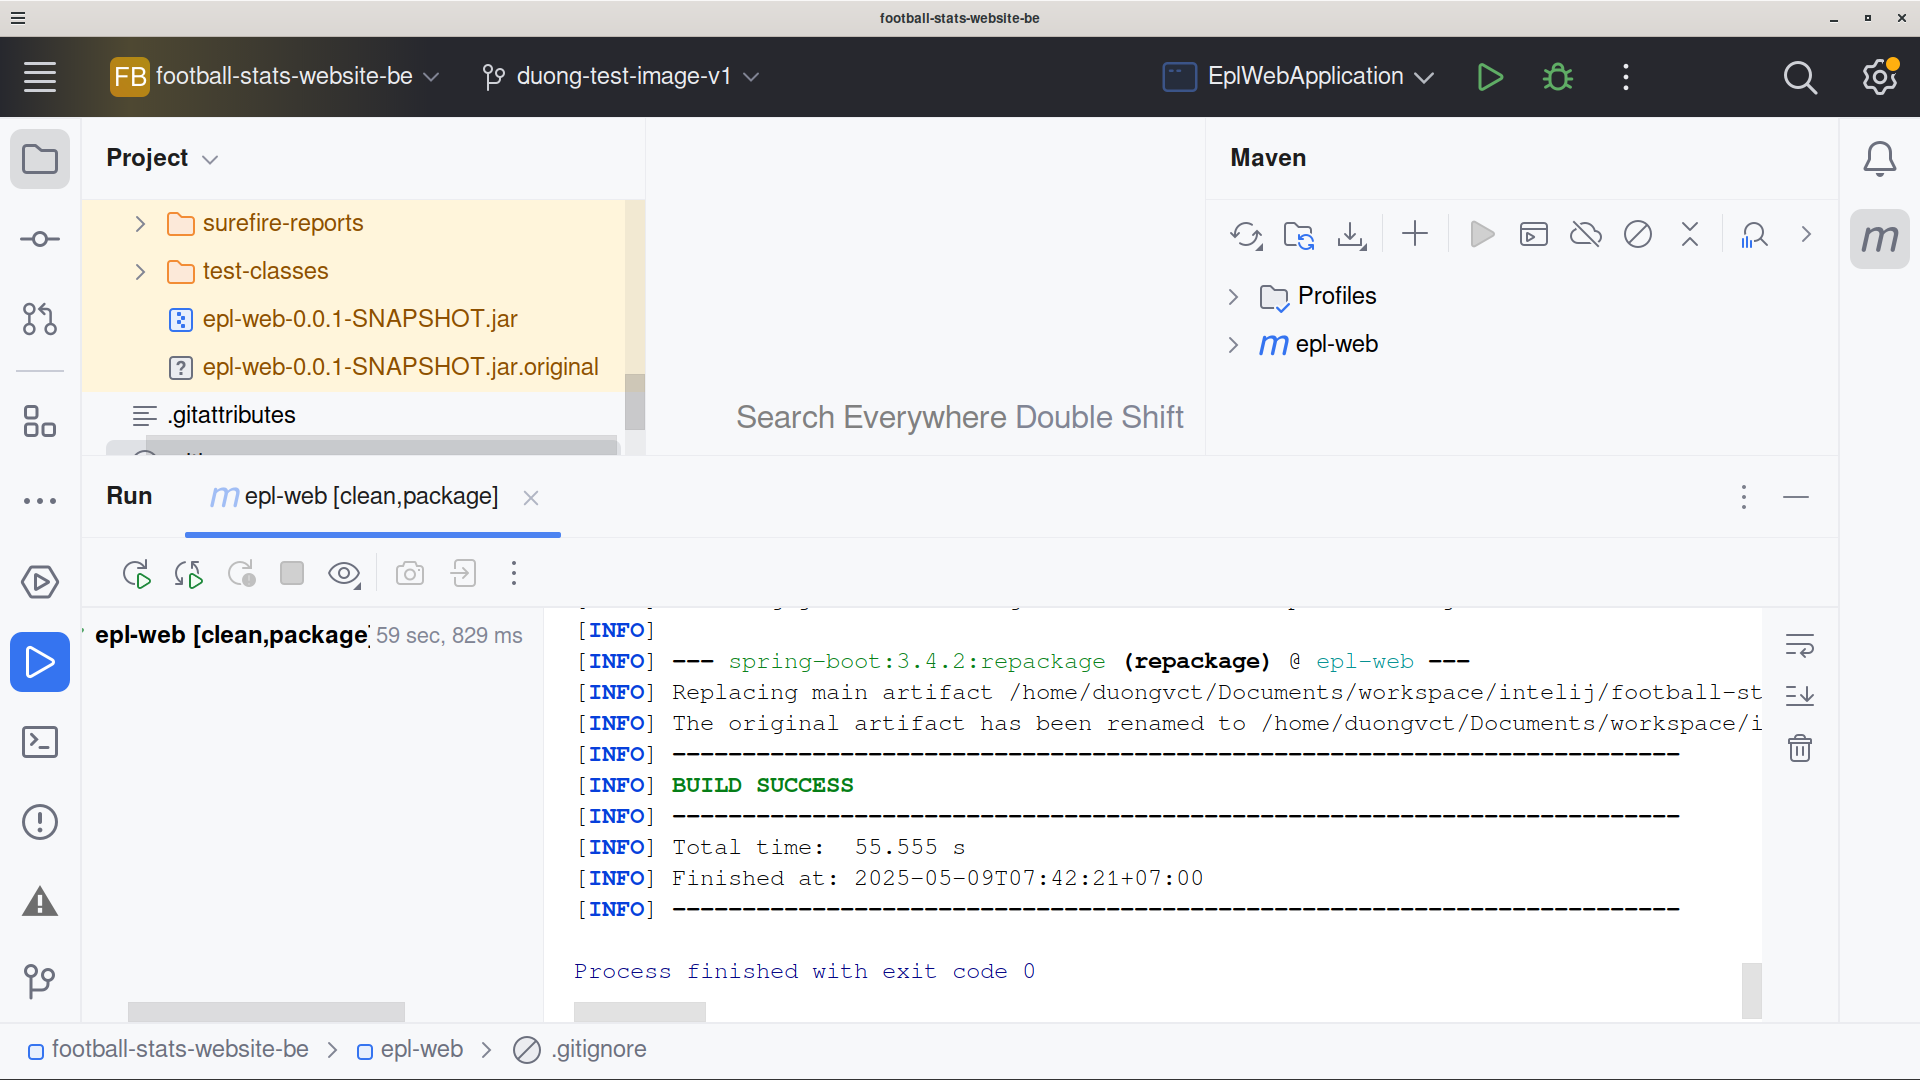 football-stats-website-be
FB football-stats-website-be
duong-test-image-v1
EplWebApplication
Project
surefire-reports
test-classes
epl-web-0.0.1-SNAPSHOT.jar
? epl-web-0.0.1-SNAPSHOT.jar.original
.gitattributes
Search Everywhere Double Shift
Maven
Profiles
m epl-web
m
Run
m epl-web [clean,package]
epl-web [clean,package] 59 sec, 829 ms
[INFO]
[INFO] --- spring-boot:3.4.2:repackage (repackage) @ epl-web ---
[INFO] Replacing main artifact /home/duongvct/Documents/workspace/intelij/football-st
[INFO] The original artifact has been renamed to /home/duongvct/Documents/workspace/i
[INFO] ------------------------------------------------------------------------
[INFO] BUILD SUCCESS
[INFO] ------------------------------------------------------------------------
[INFO] Total time:  55.555 s
[INFO] Finished at: 2025-05-09T07:42:21+07:00
[INFO] ------------------------------------------------------------------------
Process finished with exit code 0
football-stats-website-be > epl-web > .gitignore